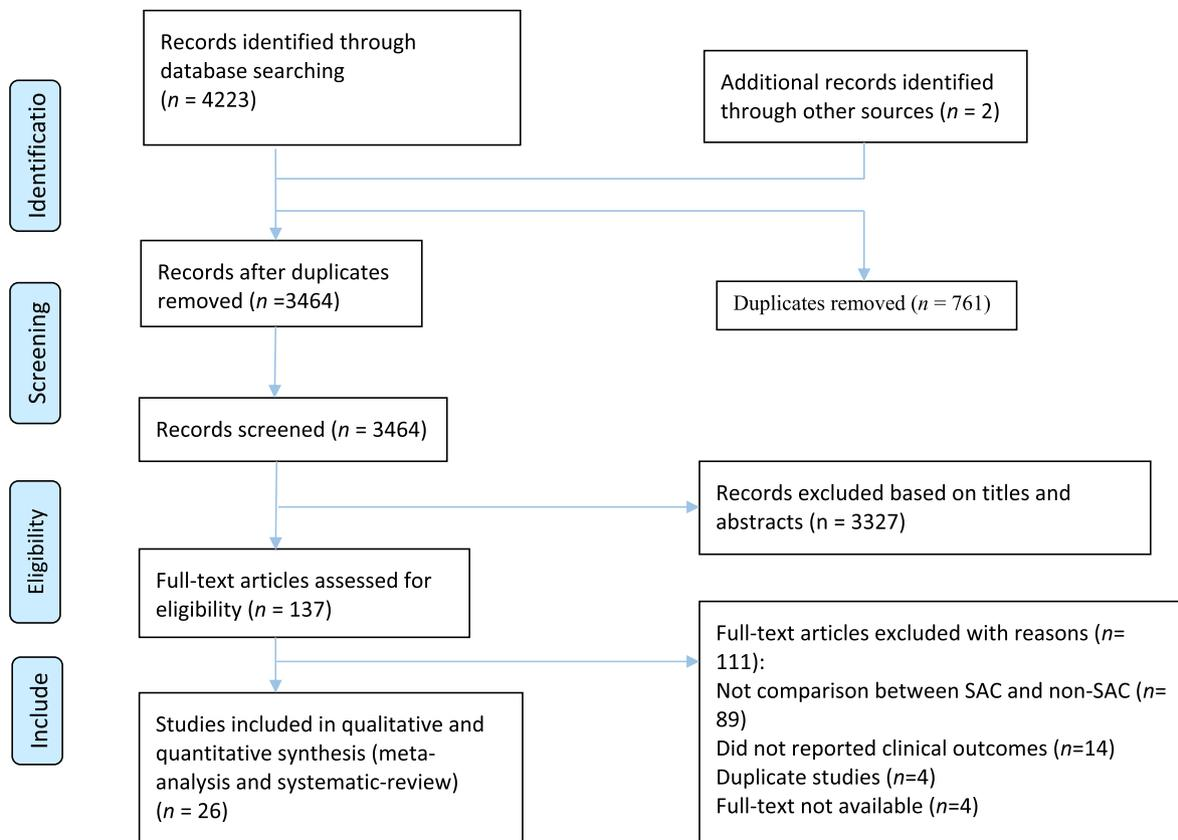 Records identified through
database searching
(n = 4223)
Additional records identified
through other sources (n = 2)
Identificatio
Records after duplicates
removed (n =3464)
Duplicates removed (n = 761)
Screening
Records screened (n = 3464)
Records excluded based on titles and
abstracts (n = 3327)
Eligibility
Full-text articles assessed for
eligibility (n = 137)
Full-text articles excluded with reasons (n=
111):
Not comparison between SAC and non-SAC (n=
89)
Did not reported clinical outcomes (n=14)
Duplicate studies (n=4)
Full-text not available (n=4)
Include
Studies included in qualitative and
quantitative synthesis (meta-
analysis and systematic-review)
(n = 26)